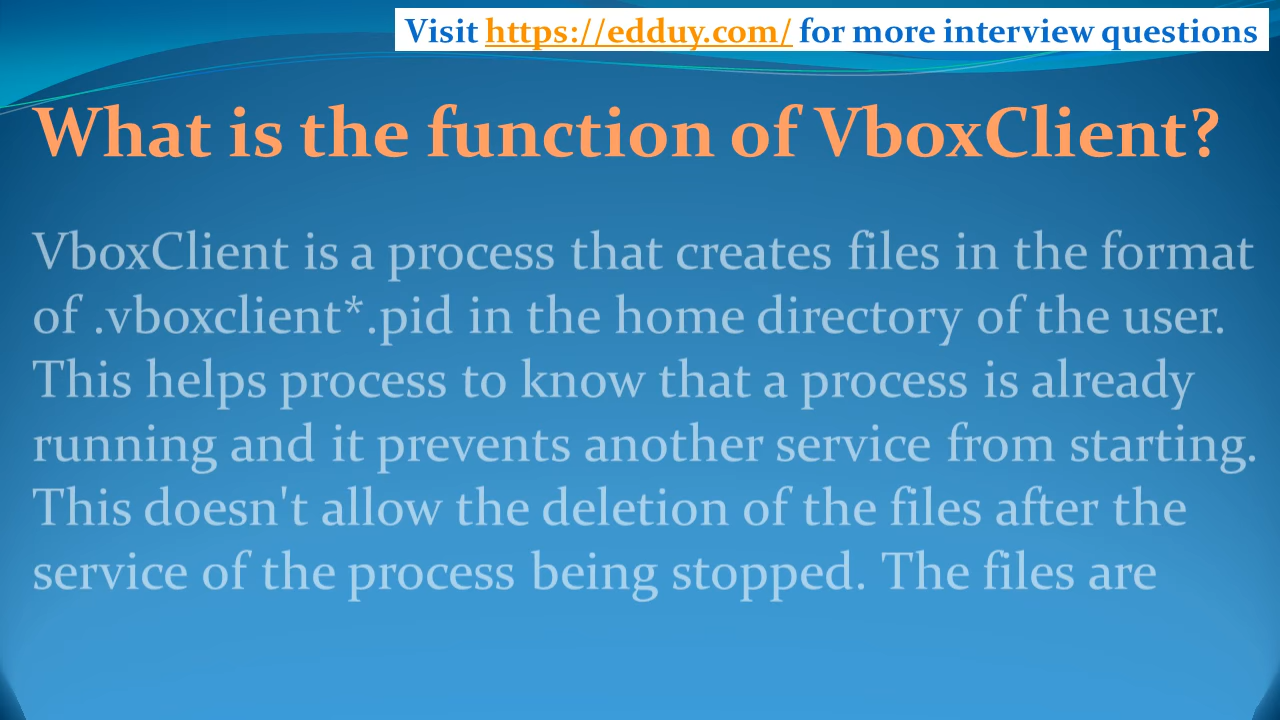 Visit https://edduy.com/ for more interview questions
What is the function of VboxClient?
VboxClient is a process that creates files in the format
of .vboxclient*.pid in the home directory of the user.
This helps process to know that a process is already
running and it prevents another service from starting.
This doesn't allow the deletion of the files after the
service of the process being stopped. The files are